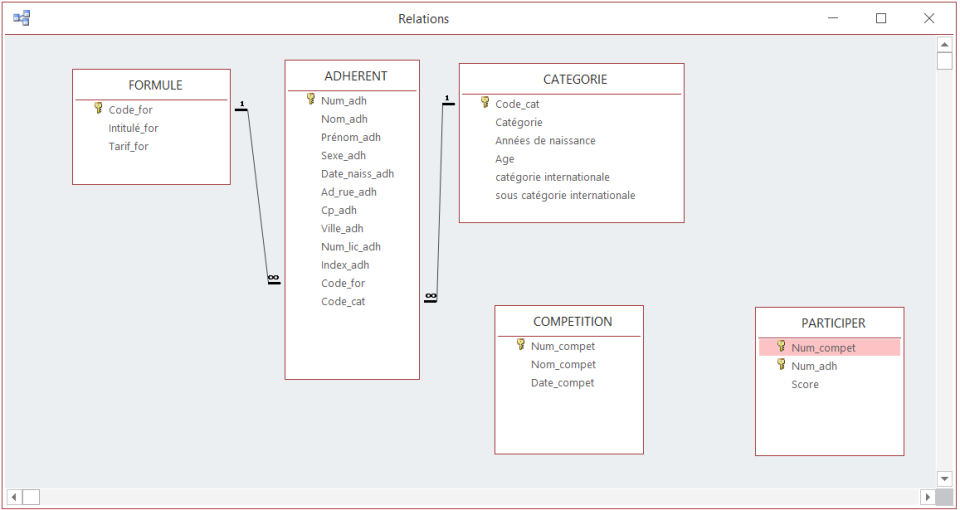 Relations
FORMULE
Code_for
Intitulé_for
Tarif_for
1
∞
ADHERENT
Num_adh
Nom_adh
Prénom_adh
Sexe_adh
Date_naiss_adh
Ad_rue_adh
Cp_adh
Ville_adh
Num_lic_adh
Index_adh
Code_for
Code_cat
1
∞
CATEGORIE
Code_cat
Catégorie
Années de naissance
Age
catégorie internationale
sous catégorie internationale
COMPETITION
Num_compet
Nom_compet
Date_compet
PARTICIPER
Num_compet
Num_adh
Score